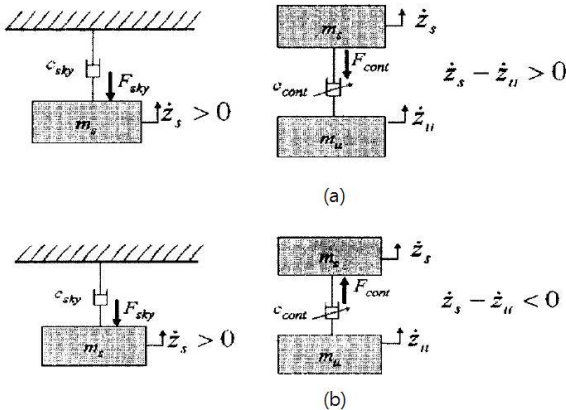 m_s
ż_s
c_sky
F_sky
F_cont
ż_s > 0
c_cont
ż_s − ż_u > 0
m_s
ż_u
m_u
(a)
m_s
ż_s
c_sky
F_sky
F_cont
ż_s > 0
c_cont
ż_s − ż_u < 0
m_s
ż_u
m_u
(b)